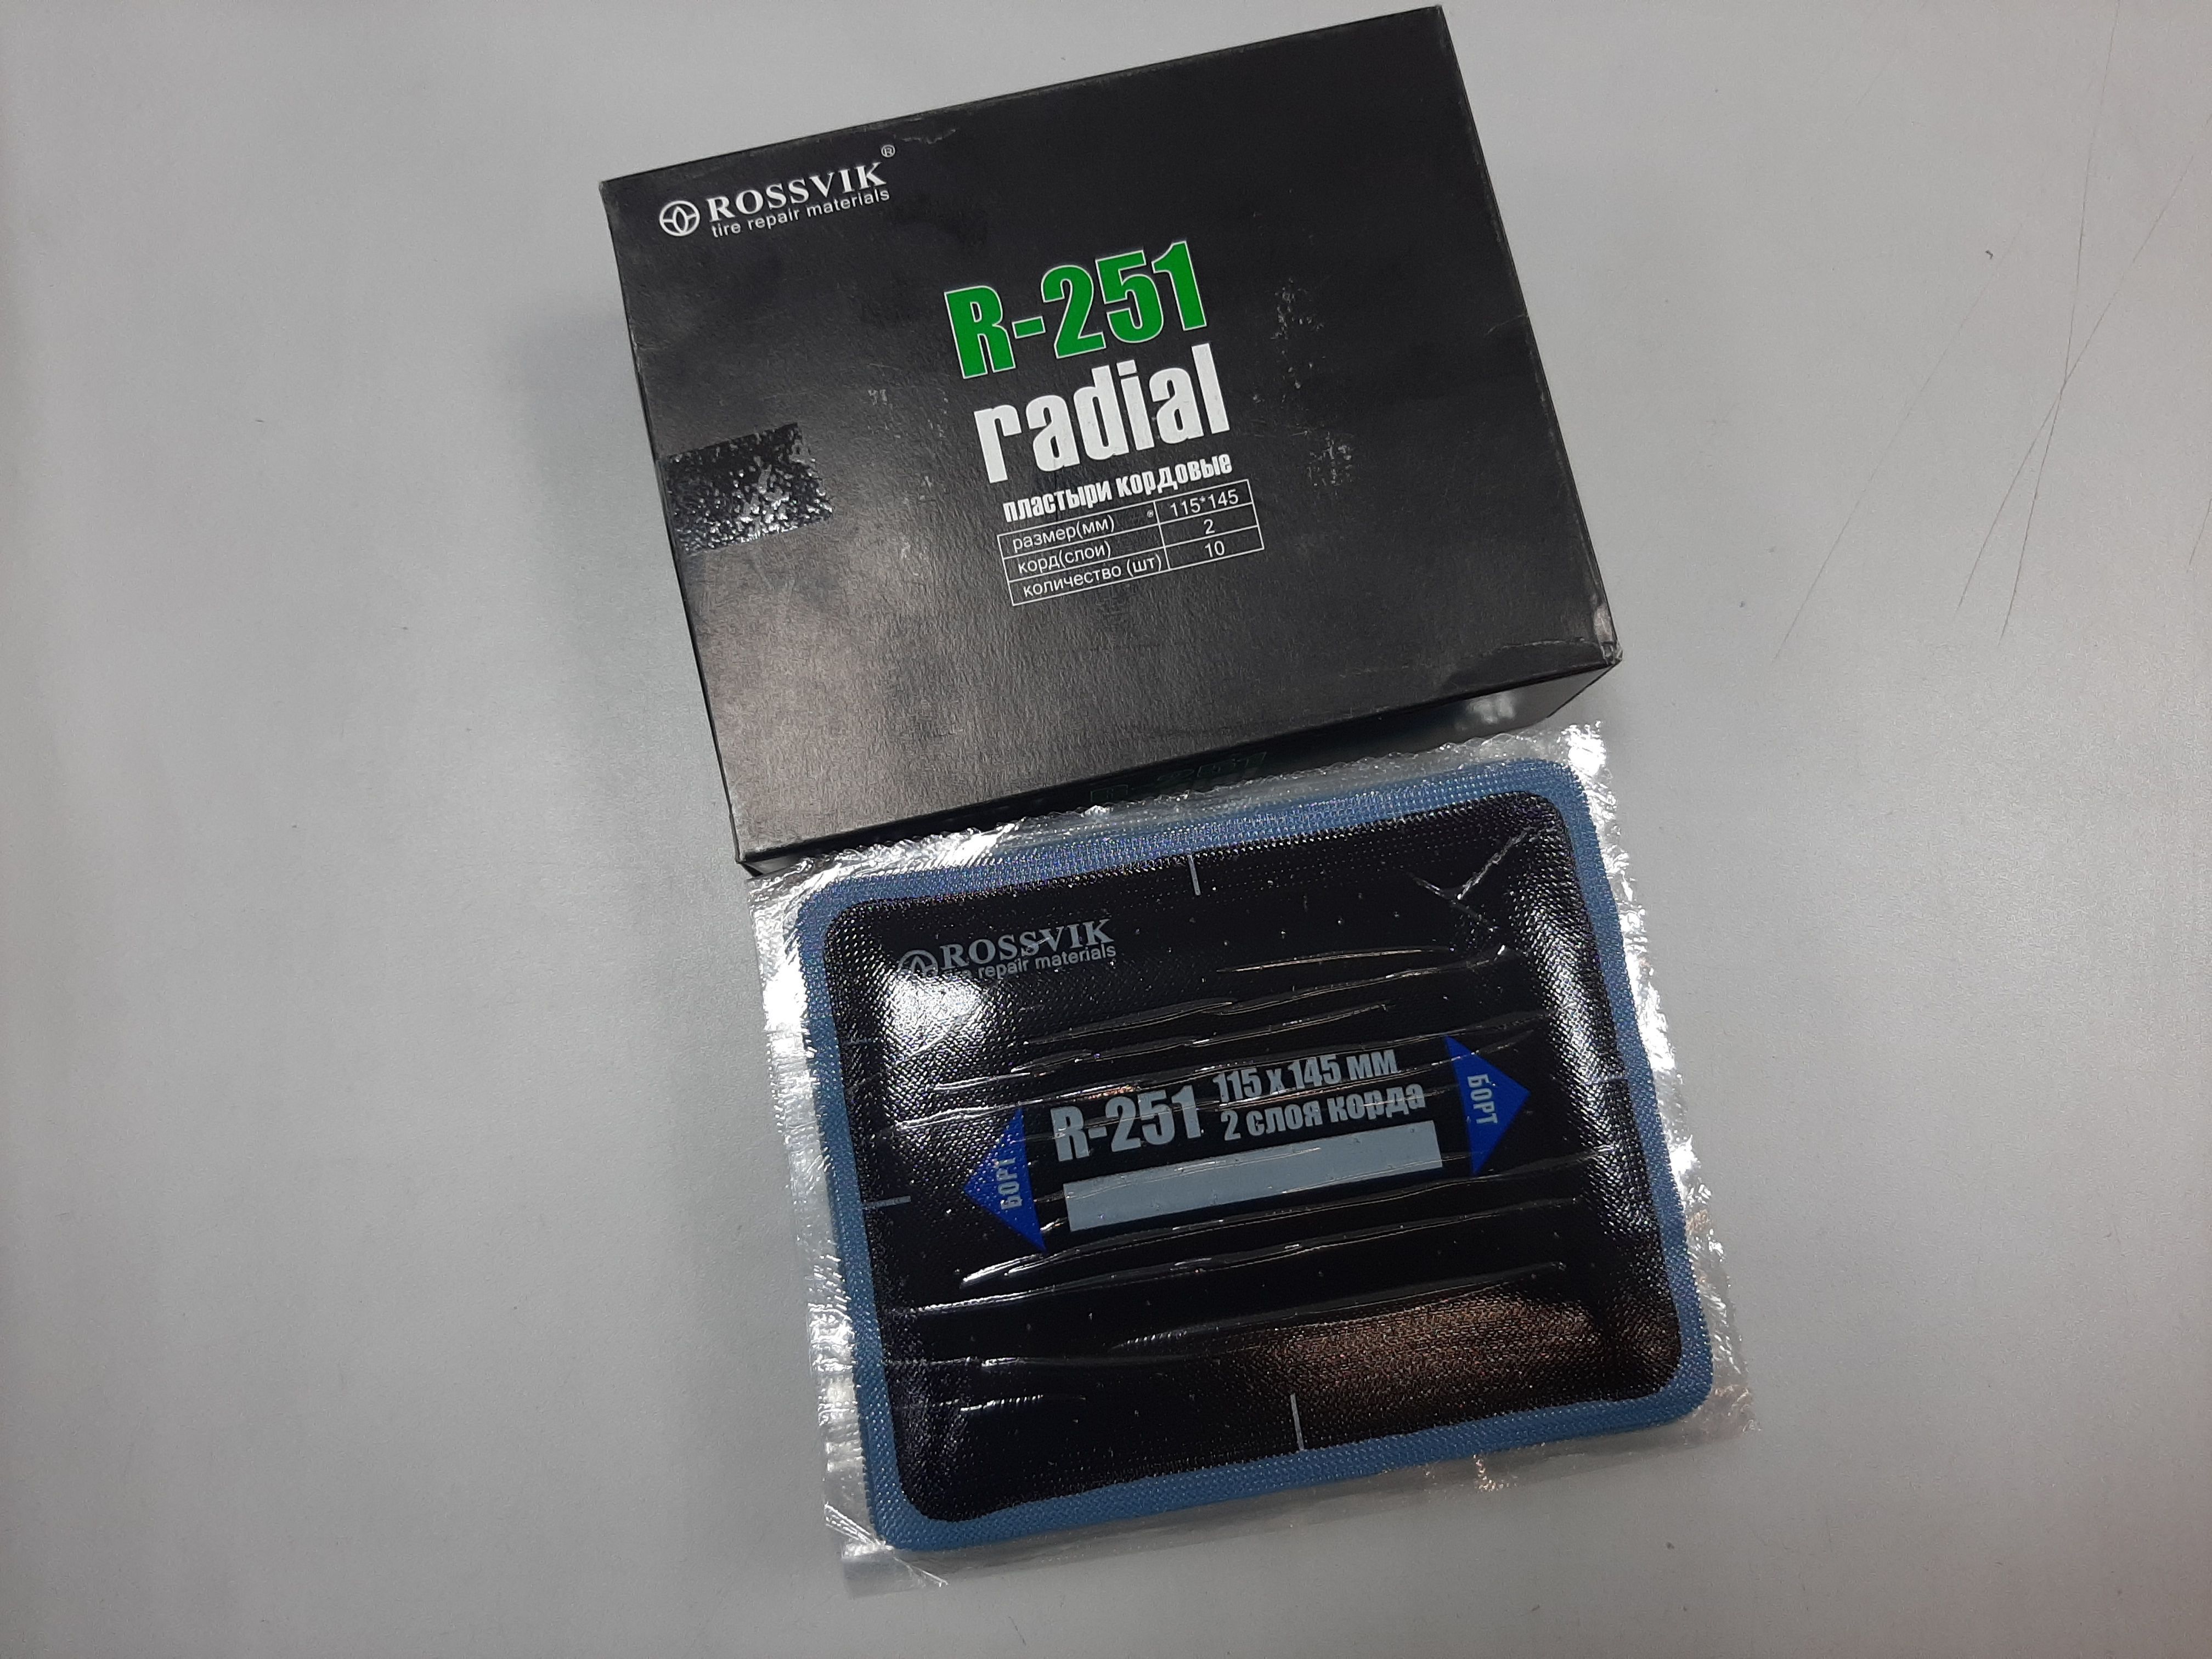 ROSSVIK®
tire repair materials
R-251
radial
пластыри кордовые
размер(мм) 115*145
корд(слои) 2
количество (шт) 10
R-251
ROSSVIK
repair materials
R-251
115 x 145 мм
2 слоя корда
БОРТ
БОРТ